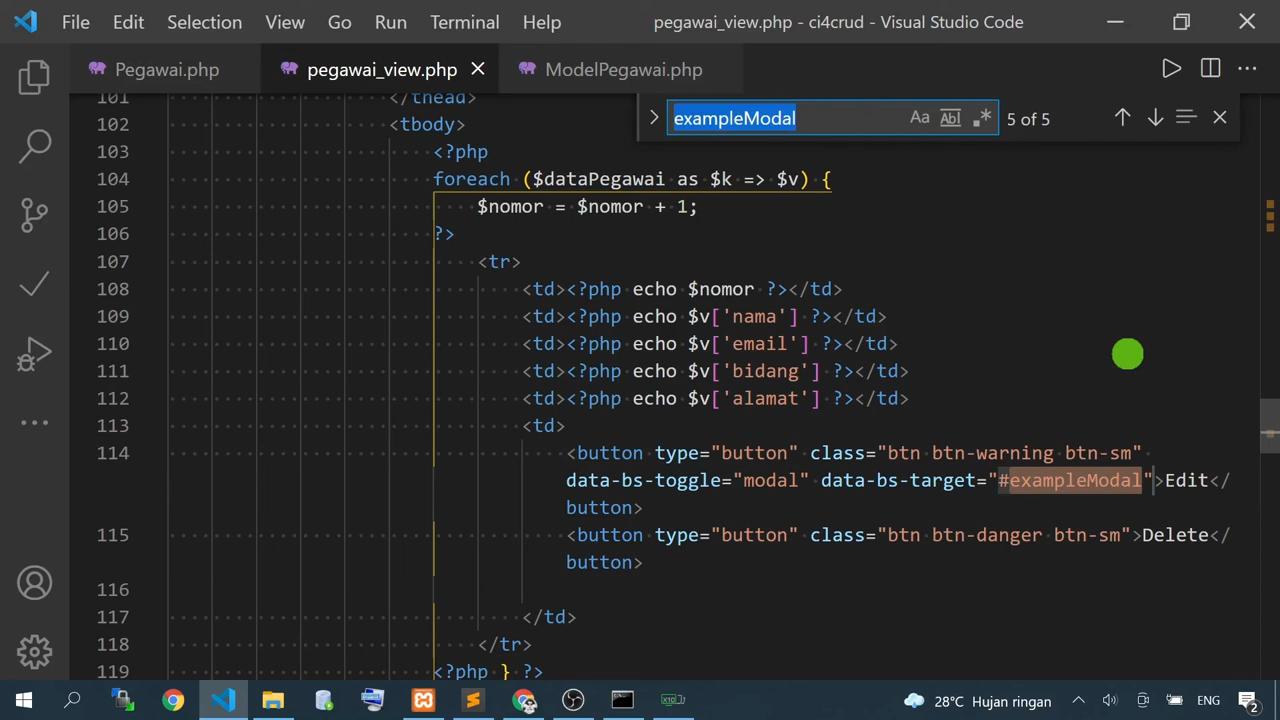 File Edit Selection View Go Run Terminal Help pegawai_view.php - ci4crud - Visual Studio Code
Pegawai.php pegawai_view.php ModelPegawai.php
exampleModal Aa Abl 5 of 5
101 </thead>
102 <tbody>
103 <?php
104 foreach ($dataPegawai as $k => $v) {
105 $nomor = $nomor + 1;
106 ?>
107 <tr>
108 <td><?php echo $nomor ?></td>
109 <td><?php echo $v['nama'] ?></td>
110 <td><?php echo $v['email'] ?></td>
111 <td><?php echo $v['bidang'] ?></td>
112 <td><?php echo $v['alamat'] ?></td>
113 <td>
114 <button type="button" class="btn btn-warning btn-sm"
data-bs-toggle="modal" data-bs-target="#exampleModal">Edit</
button>
115 <button type="button" class="btn btn-danger btn-sm">Delete</
button>
116
117 </td>
118 </tr>
119 <?php } ?>
28°C Hujan ringan ENG 2